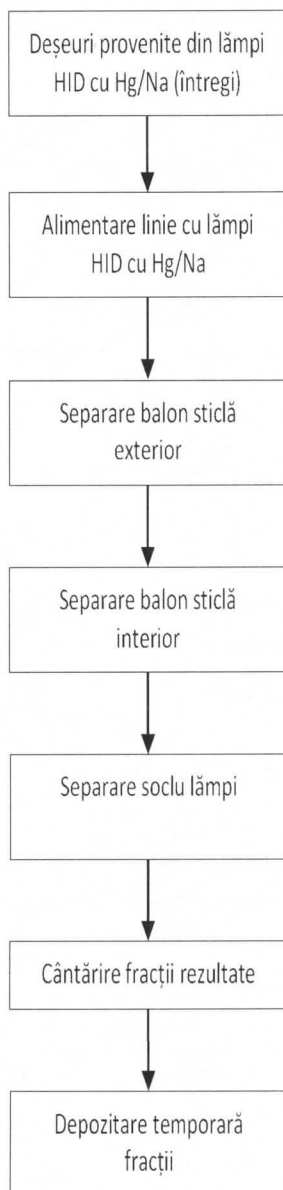 Deșeuri provenite din lămpi
HID cu Hg/Na (întregi)
Alimentare linie cu lămpi
HID cu Hg/Na
Separare balon sticlă
exterior
Separare balon sticlă
interior
Separare soclu lămpi
Cântărire fracții rezultate
Depozitare temporară
fracții